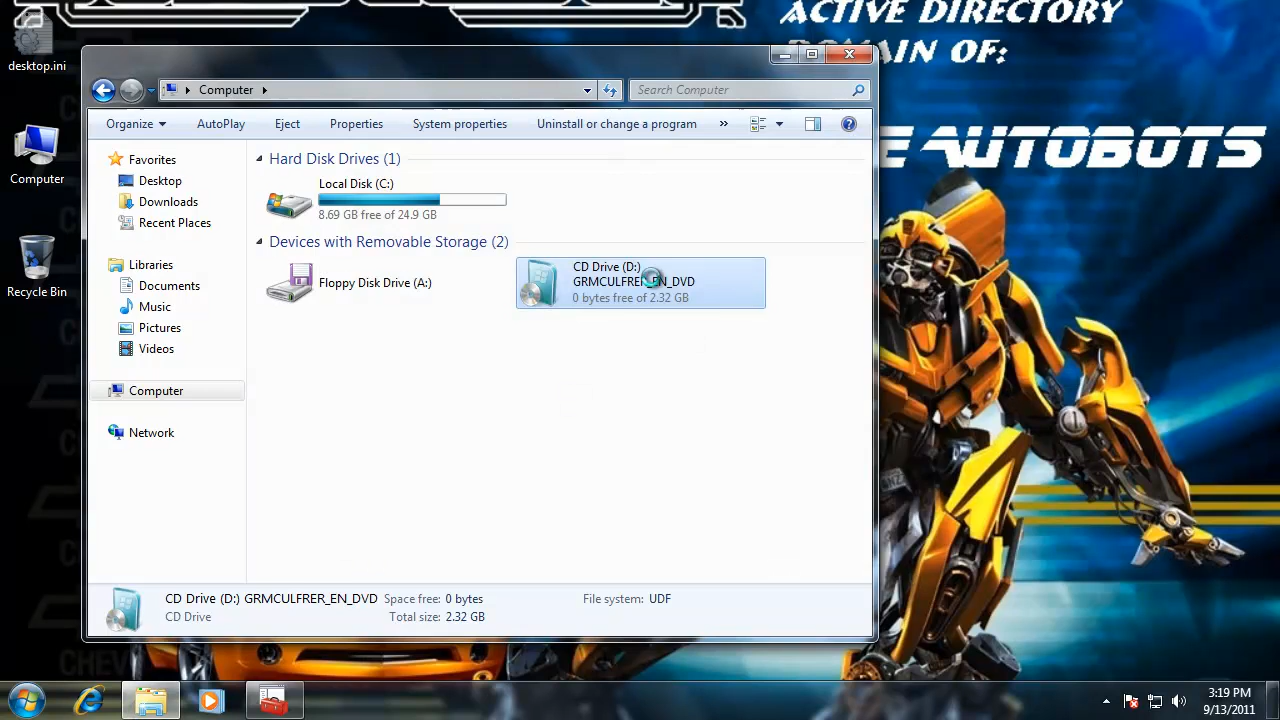 ACTIVE DIRECTORY
desktop.ini
AIN OF:
Computer
Search Computer
Organize
AutoPlay
Eject
Properties
System properties
Uninstall or change a program
»
E AUTOBOTS
Favorites
Desktop
Downloads
Recent Places
Libraries
Documents
Music
Pictures
Videos
Computer
Network
Hard Disk Drives (1)
Local Disk (C:)
8.69 GB free of 24.9 GB
Devices with Removable Storage (2)
Floppy Disk Drive (A:)
CD Drive (D:)
GRMCULFRER_EN_DVD
0 bytes free of 2.32 GB
Computer
Recycle Bin
CD Drive (D:) GRMCULFRER_EN_DVD
Space free: 0 bytes
File system: UDF
CD Drive
Total size: 2.32 GB
CHEV
3:19 PM
9/13/2011